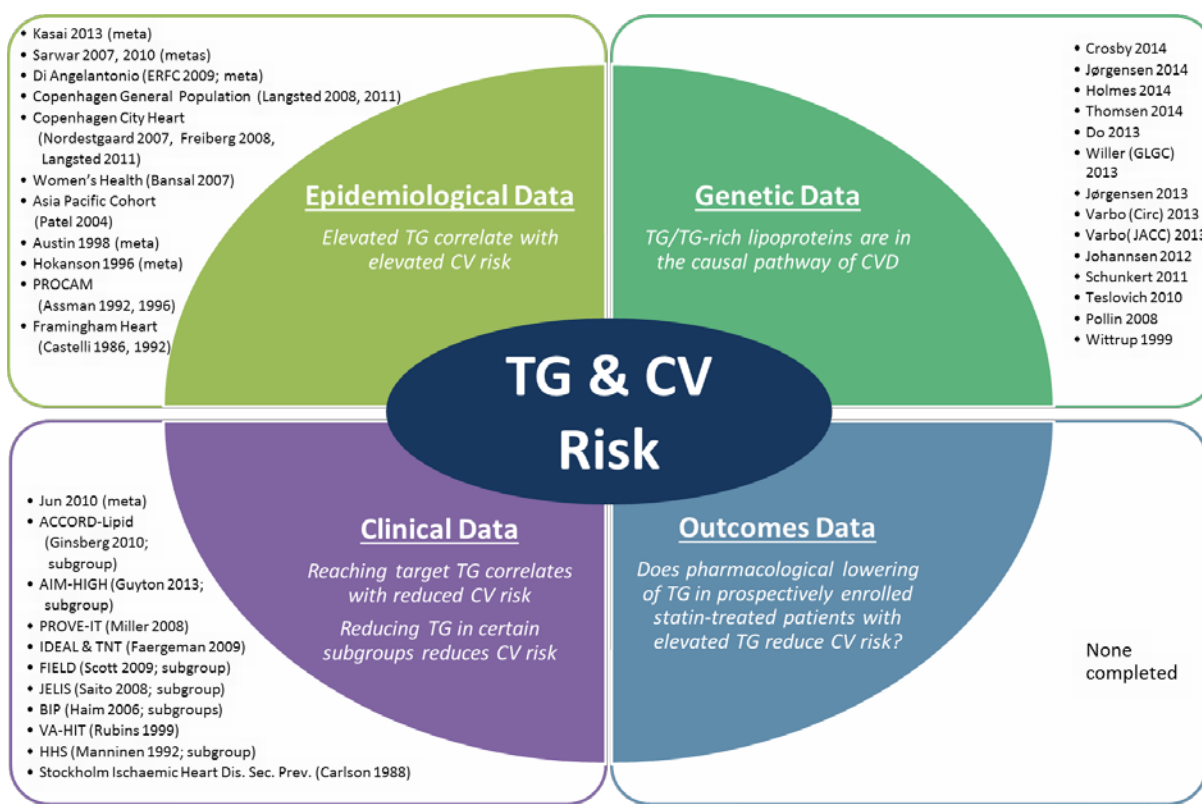 • Kasai 2013 (meta)
• Sarwar 2007, 2010 (metas)
• Di Angelantonio (ERFC 2009; meta)
• Copenhagen General Population (Langsted 2008, 2011)
• Copenhagen City Heart
(Nordestgaard 2007, Freiberg 2008,
Langsted 2011)
• Women's Health (Bansal 2007)
• Asia Pacific Cohort
(Patel 2004)
• Austin 1998 (meta)
• Hokanson 1996 (meta)
• PROCAM
(Assman 1992, 1996)
• Framingham Heart
(Castelli 1986, 1992)
Epidemiological Data
Elevated TG correlate with
elevated CV risk
Genetic Data
TG/TG-rich lipoproteins are in
the causal pathway of CVD
• Crosby 2014
• Jørgensen 2014
• Holmes 2014
• Thomsen 2014
• Do 2013
• Willer (GLGC)
2013
• Jørgensen 2013
• Varbo (Circ) 2013
• Varbo( JACC) 2013
• Johannsen 2012
• Schunkert 2011
• Teslovich 2010
• Pollin 2008
• Wittrup 1999
TG & CV
Risk
• Jun 2010 (meta)
• ACCORD-Lipid
(Ginsberg 2010;
subgroup)
• AIM-HIGH (Guyton 2013;
subgroup)
• PROVE-IT (Miller 2008)
• IDEAL & TNT (Faergeman 2009)
• FIELD (Scott 2009; subgroup)
• JELIS (Saito 2008; subgroup)
• BIP (Haim 2006; subgroups)
• VA-HIT (Rubins 1999)
• HHS (Manninen 1992; subgroup)
• Stockholm Ischaemic Heart Dis. Sec. Prev. (Carlson 1988)
Clinical Data
Reaching target TG correlates
with reduced CV risk
Reducing TG in certain
subgroups reduces CV risk
Outcomes Data
Does pharmacological lowering
of TG in prospectively enrolled
statin-treated patients with
elevated TG reduce CV risk?
None
completed